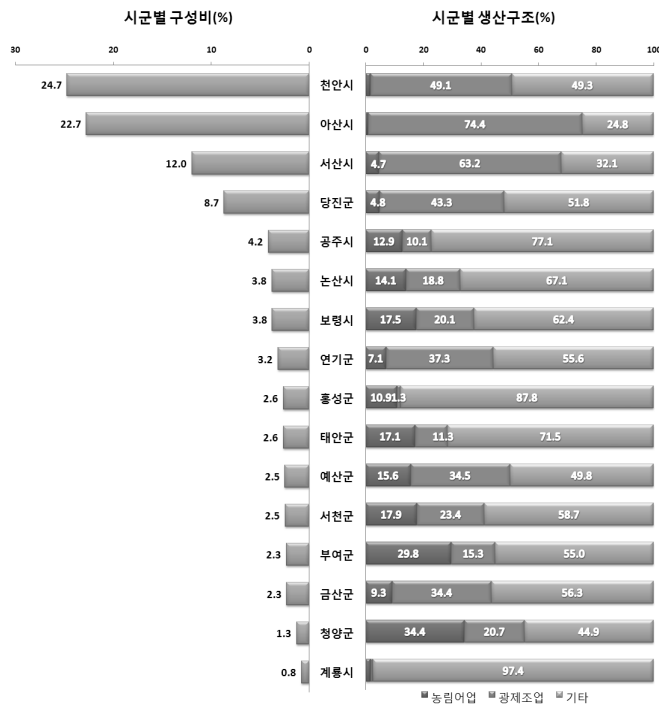 시군별 구성비(%) 시군별 생산구조(%)
30 20 10 0 0 20 40 60 80 100
24.7 천안시 49.1 49.3
22.7 아산시 74.4 24.8
12.0 서산시 4.7 63.2 32.1
8.7 당진군 4.8 43.3 51.8
4.2 공주시 12.9 10.1 77.1
3.8 논산시 14.1 18.8 67.1
3.8 보령시 17.5 20.1 62.4
3.2 연기군 7.1 37.3 55.6
2.6 홍성군 10.9 1.3 87.8
2.6 태안군 17.1 11.3 71.5
2.5 예산군 15.6 34.5 49.8
2.5 서천군 17.9 23.4 58.7
2.3 부여군 29.8 15.3 55.0
2.3 금산군 9.3 34.4 56.3
1.3 청양군 34.4 20.7 44.9
0.8 계룡시 97.4
농림어업 광제조업 기타